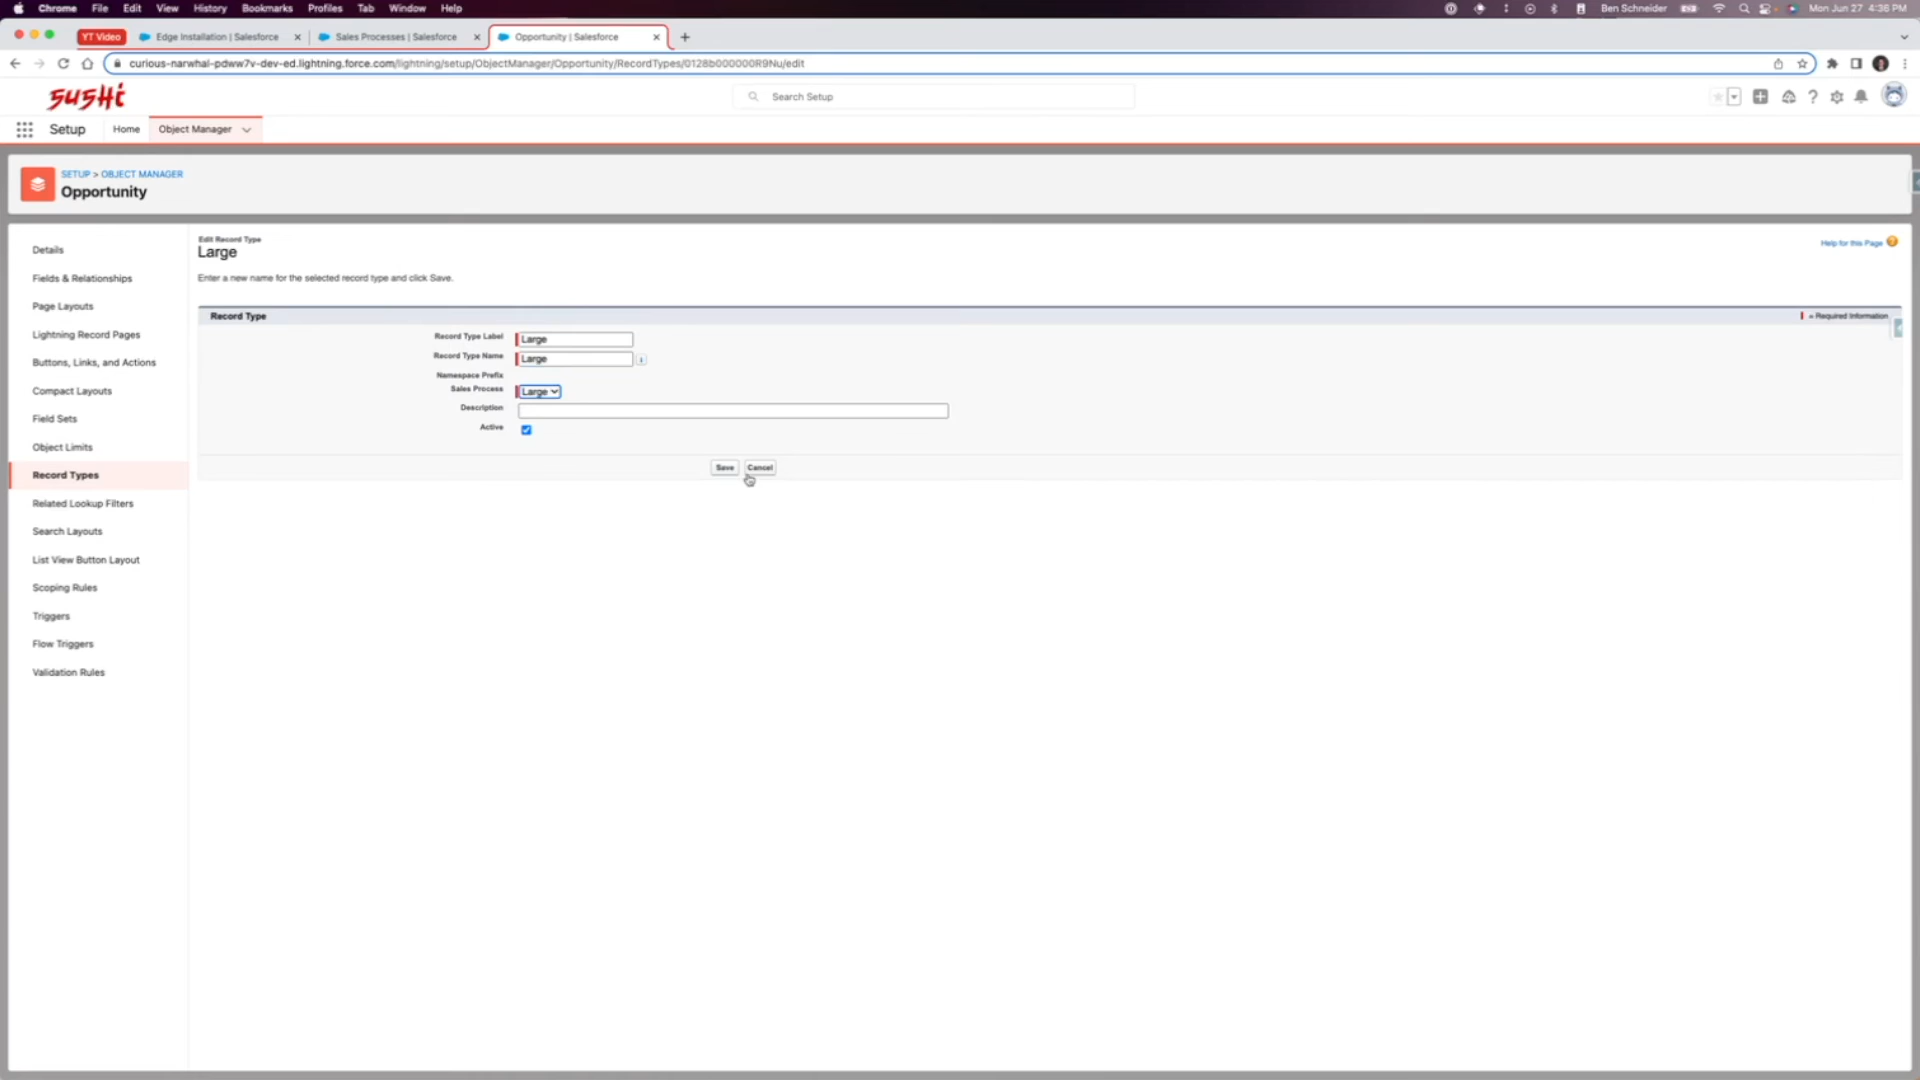 Chrome File Edit View History Bookmarks Profiles Tab Window Help Ben Schneider Mon Jun 27 4:36 PM
YT Video Edge Installation | Salesforce Sales Processes | Salesforce Opportunity | Salesforce
curious-narwhal-pdww7v-dev-ed.lightning.force.com/lightning/setup/ObjectManager/Opportunity/RecordTypes/0128b000000R9Nu/edit
SUSHI
Search Setup
Setup Home Object Manager
SETUP > OBJECT MANAGER
Opportunity
Details
Fields & Relationships
Page Layouts
Lightning Record Pages
Buttons, Links, and Actions
Compact Layouts
Field Sets
Object Limits
Record Types
Related Lookup Filters
Search Layouts
List View Button Layout
Scoping Rules
Triggers
Flow Triggers
Validation Rules
Edit Record Type
Large
Help for this Page
Enter a new name for the selected record type and click Save.
Record Type
= Required Information
Record Type Label Large
Record Type Name Large
Namespace Prefix
Sales Process Large
Description
Active
Save Cancel